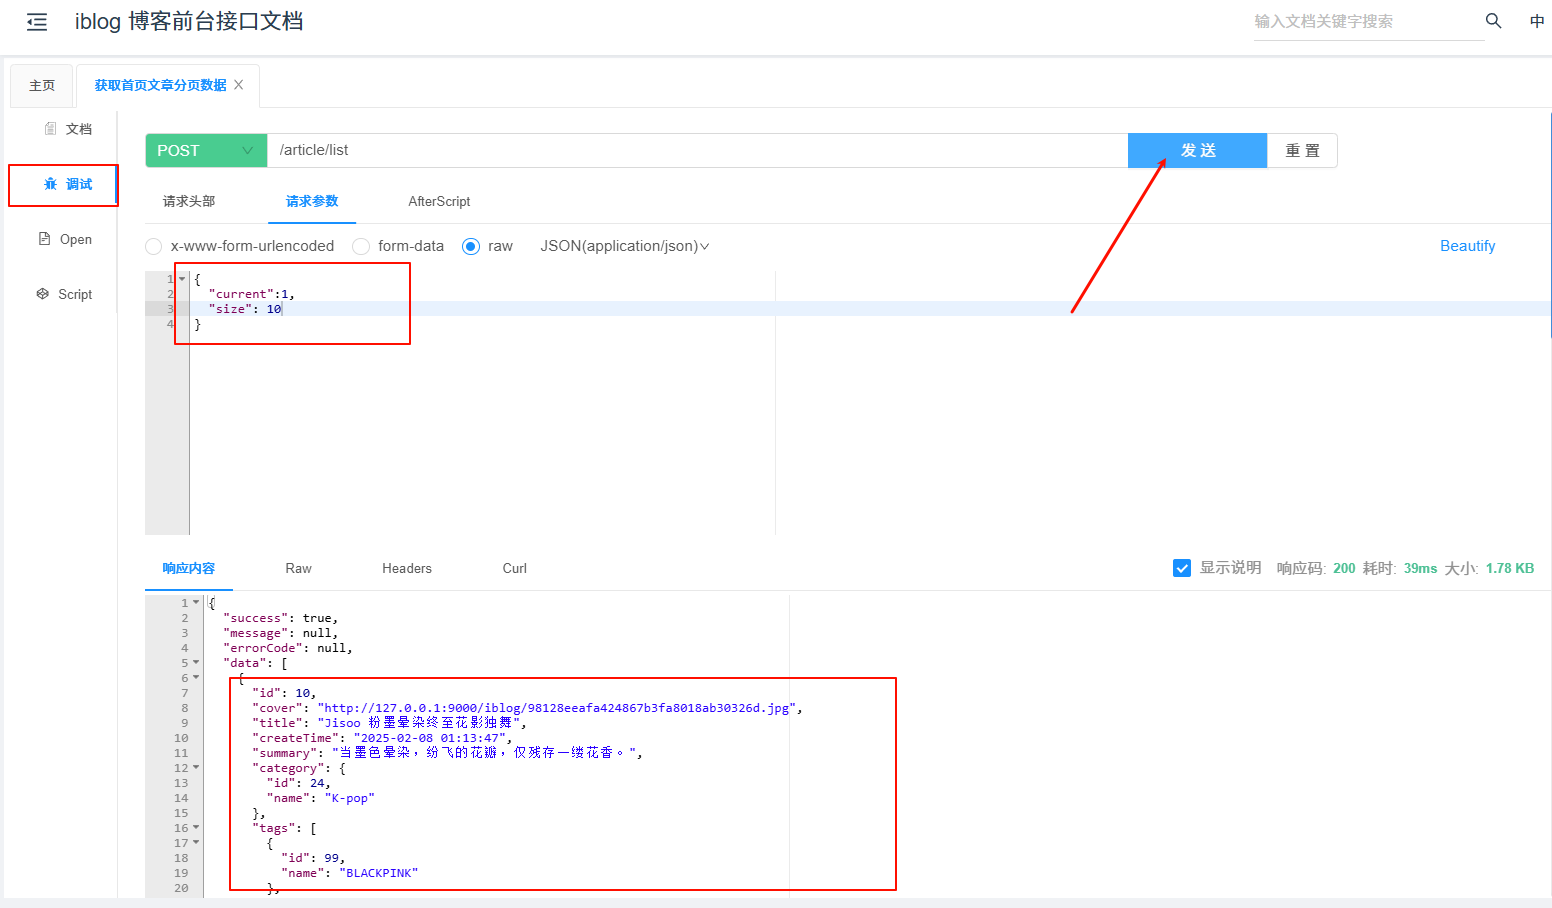 iblog 博客前台接口文档
输入文档关键字搜索
中
主页
获取首页文章分页数据
文档
调试
Open
Script
POST
/article/list
发 送
重 置
请求头部
请求参数
AfterScript
x-www-form-urlencoded
form-data
raw
JSON(application/json)
Beautify
1 {
2 "current":1,
3 "size": 10
4 }
响应内容
Raw
Headers
Curl
显示说明
响应码: 200 耗时: 39ms 大小: 1.78 KB
1 {
2 "success": true,
3 "message": null,
4 "errorCode": null,
5 "data": [
6 {
7 "id": 10,
8 "cover": "http://127.0.0.1:9000/iblog/98128eeafa424867b3fa8018ab30326d.jpg",
9 "title": "Jisoo 粉墨晕染终至花影独舞",
10 "createTime": "2025-02-08 01:13:47",
11 "summary": "当墨色晕染，纷飞的花瓣，仅残存一缕花香。",
12 "category": {
13 "id": 24,
14 "name": "K-pop"
15 },
16 "tags": [
17 {
18 "id": 99,
19 "name": "BLACKPINK"
20 },